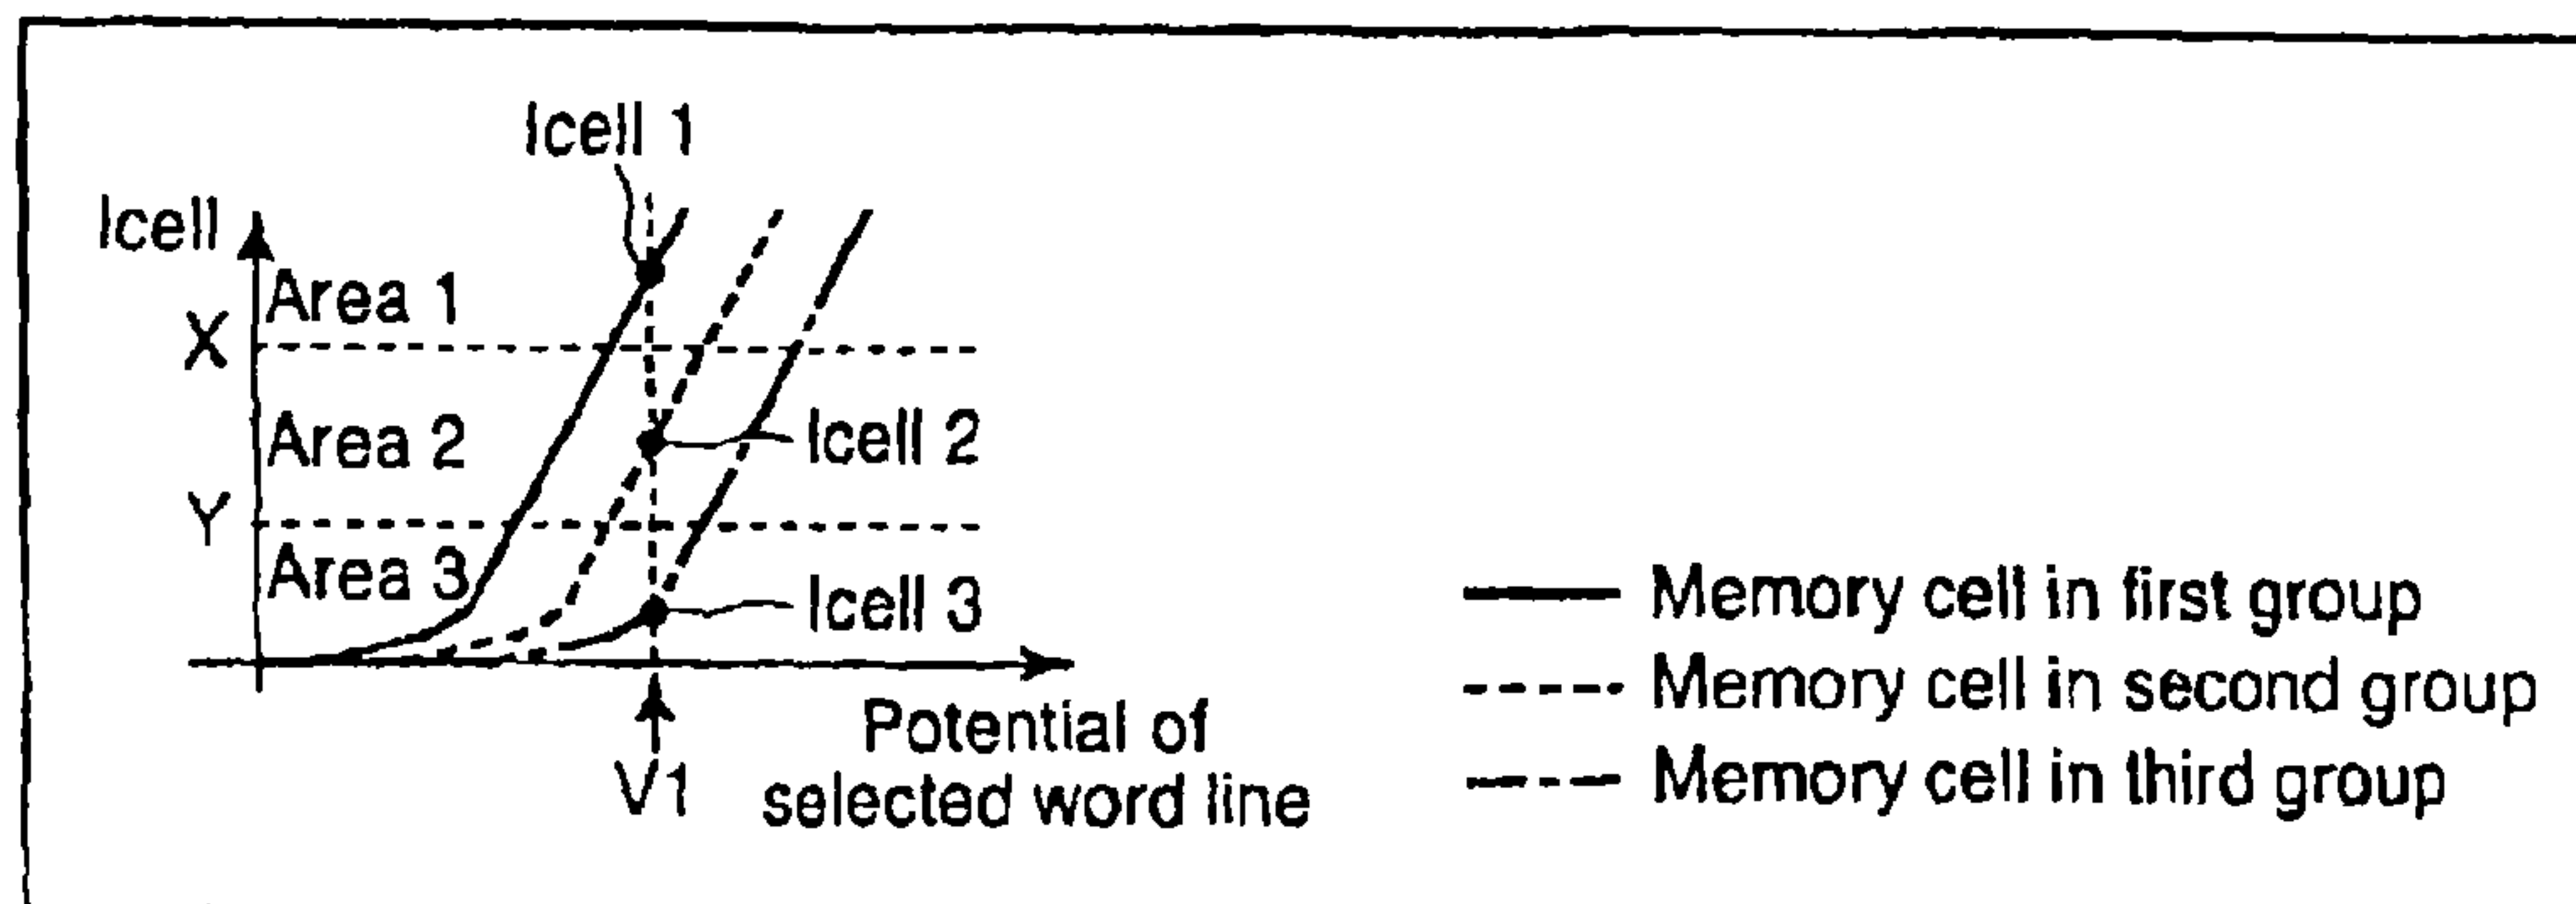 Icell 1
Icell
Area 1
X
Area 2
Icell 2
Y
Area 3
Icell 3
V1
Potential of
selected word line
Memory cell in first group
Memory cell in second group
Memory cell in third group